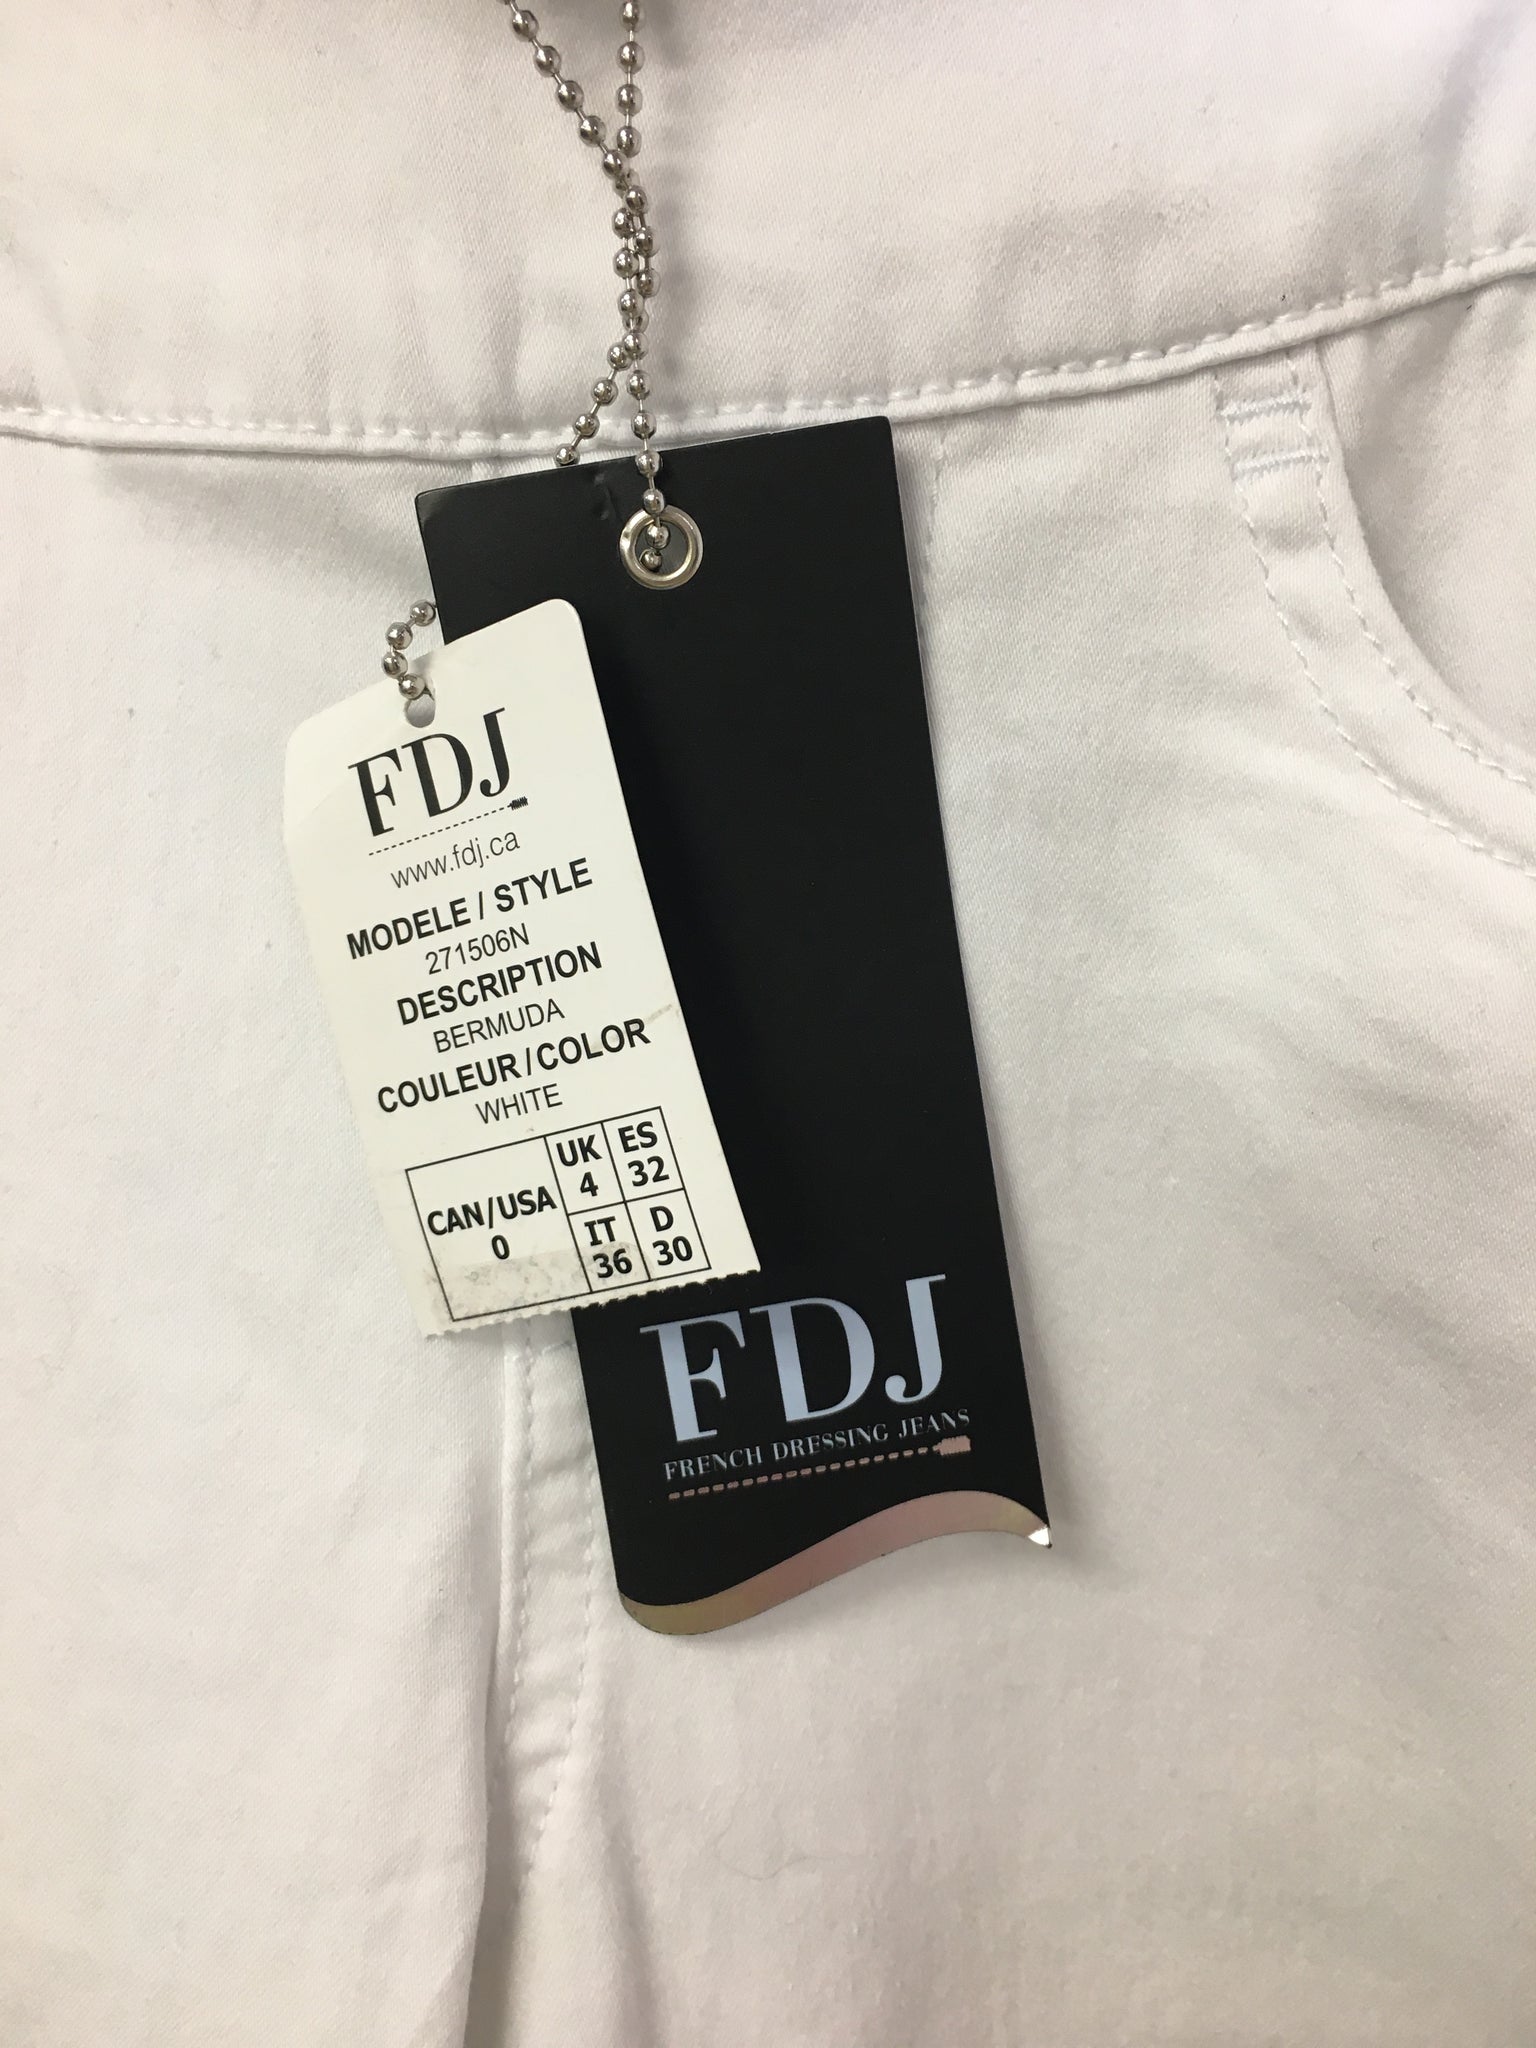 FDJ
www.fdj.ca
MODELE / STYLE
271506N
DESCRIPTION
BERMUDA
COULEUR/COLOR
WHITE
CAN/USA
0
UK
4
ES
32
IT
36
D
30
FDJ
FRENCH DRESSING JEANS